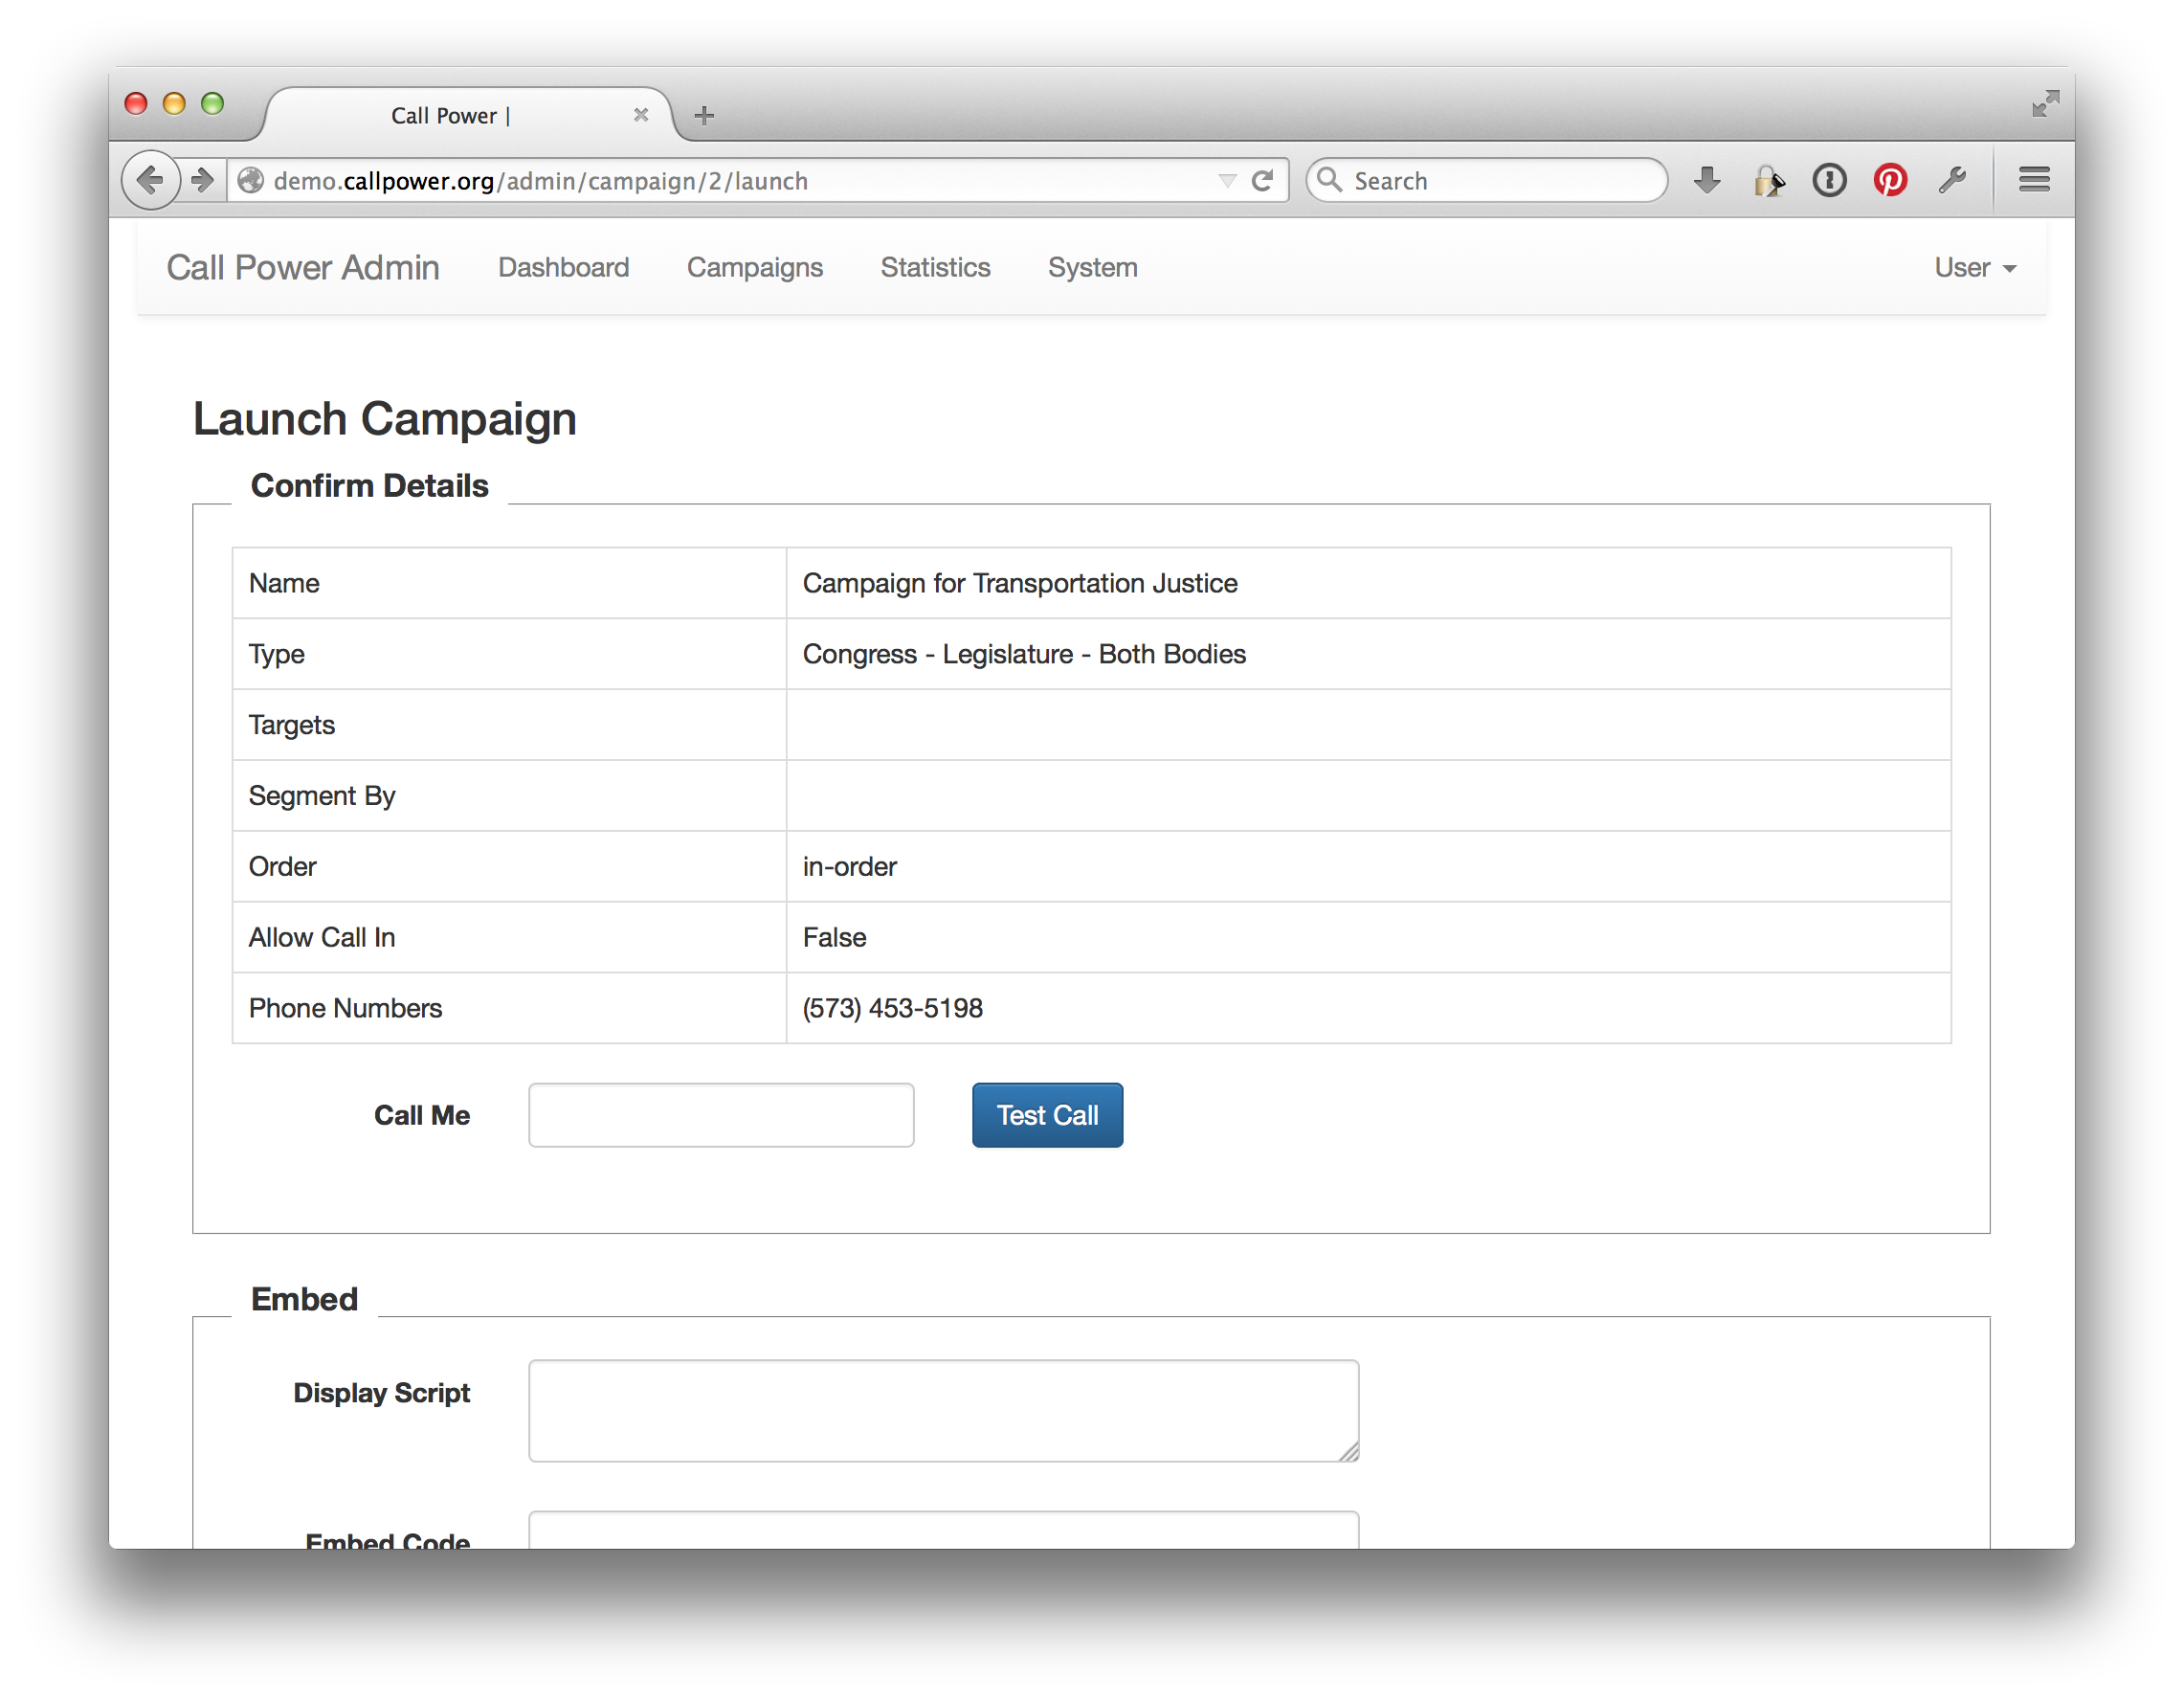 Call Power |
demo.callpower.org/admin/campaign/2/launch
Search
Call Power Admin Dashboard Campaigns Statistics System User
Launch Campaign
Confirm Details
Name Campaign for Transportation Justice
Type Congress - Legislature - Both Bodies
Targets
Segment By
Order in-order
Allow Call In False
Phone Numbers (573) 453-5198
Call Me Test Call
Embed
Display Script
Embed Code